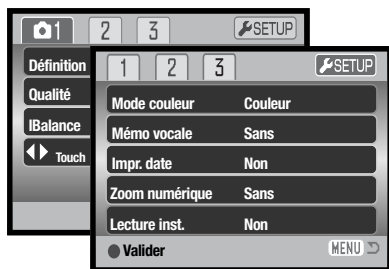 1 2 3 SETUP
Définition
Qualité
IBalance
Touch
1 2 3 SETUP
Mode couleur Couleur
Mémo vocale Sans
Impr. date Non
Zoom numérique Sans
Lecture inst. Non
Valider MENU